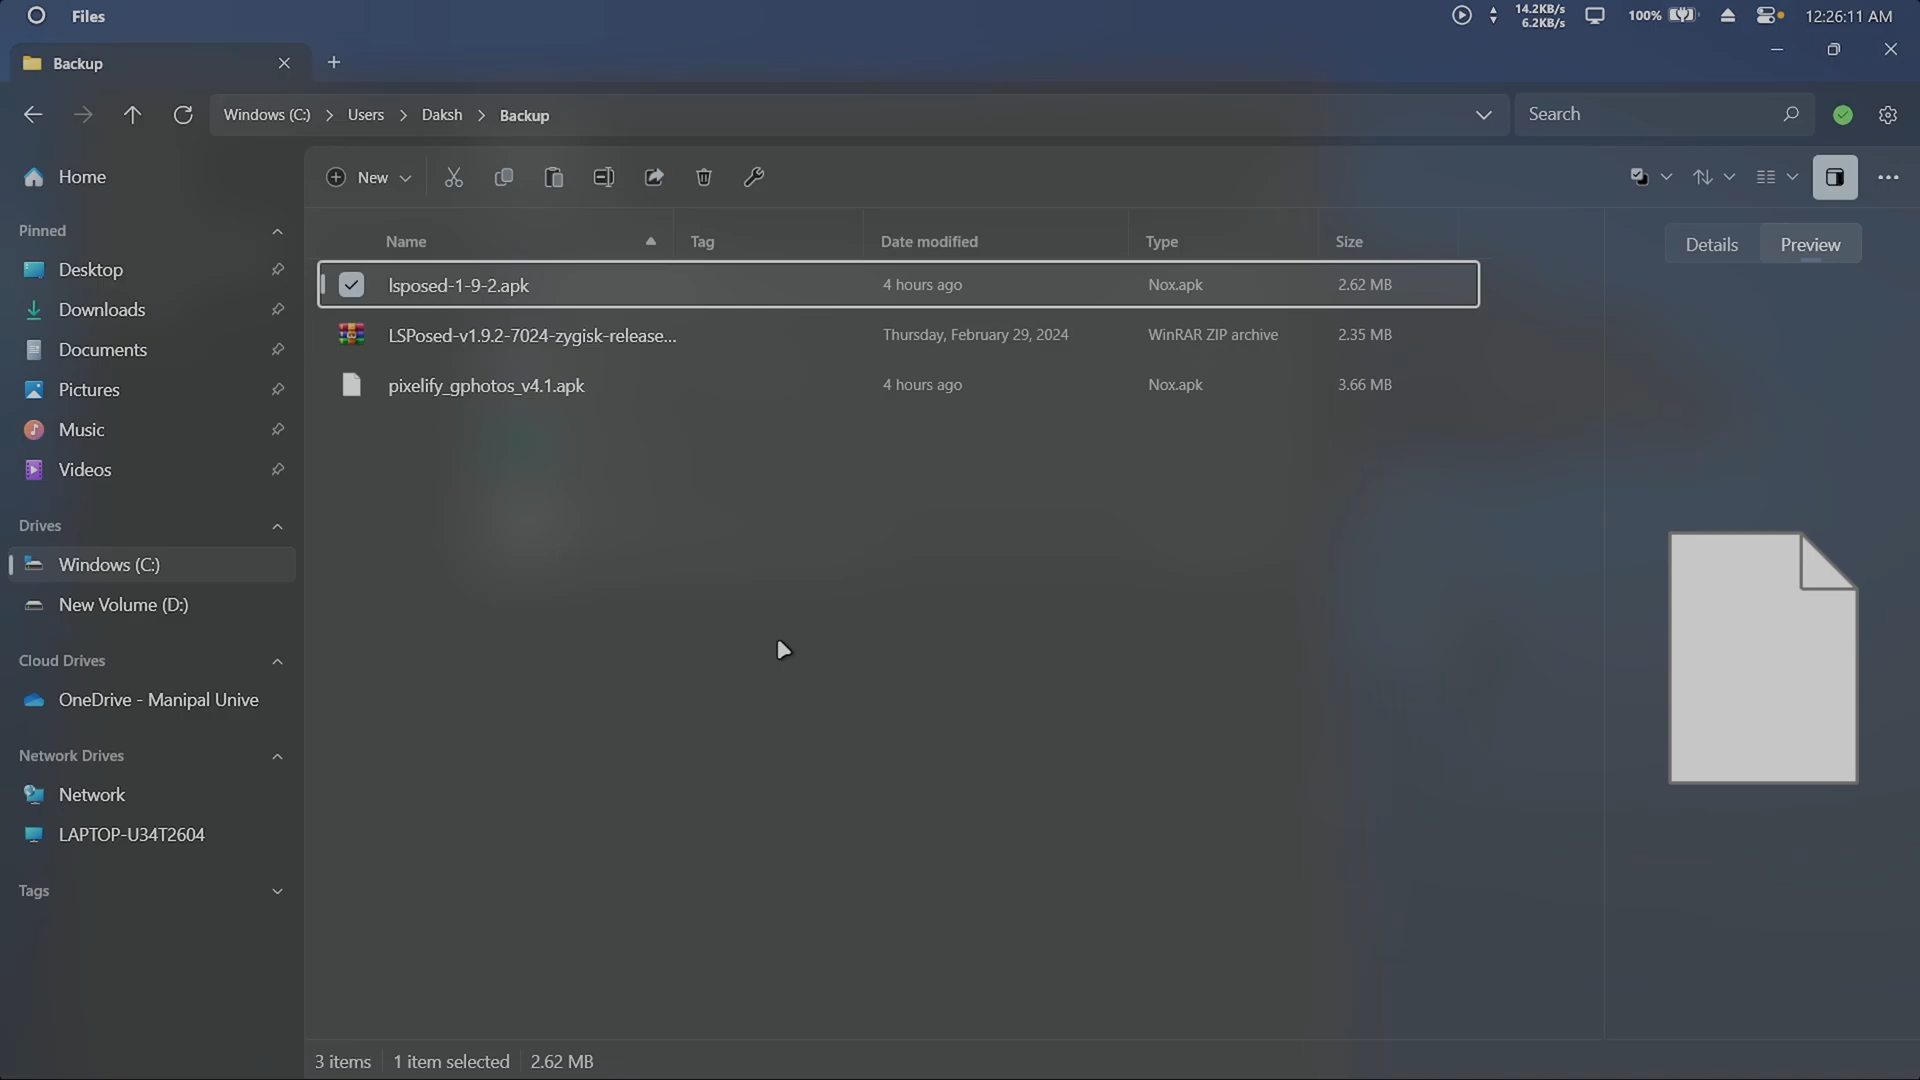 Files
14.2KB/s
6.2KB/s
100%
12:26:11 AM
Backup
Windows (C:) Users Daksh Backup
Search
Home
New
Pinned
Desktop
Downloads
Documents
Pictures
Music
Videos
Drives
Windows (C:)
New Volume (D:)
Cloud Drives
OneDrive - Manipal Unive
Network Drives
Network
LAPTOP-U34T2604
Tags
Name Tag Date modified Type Size
lsposed-1-9-2.apk 4 hours ago Nox.apk 2.62 MB
LSPosed-v1.9.2-7024-zygisk-release... Thursday, February 29, 2024 WinRAR ZIP archive 2.35 MB
pixelify_gphotos_v4.1.apk 4 hours ago Nox.apk 3.66 MB
Details Preview
3 items 1 item selected 2.62 MB